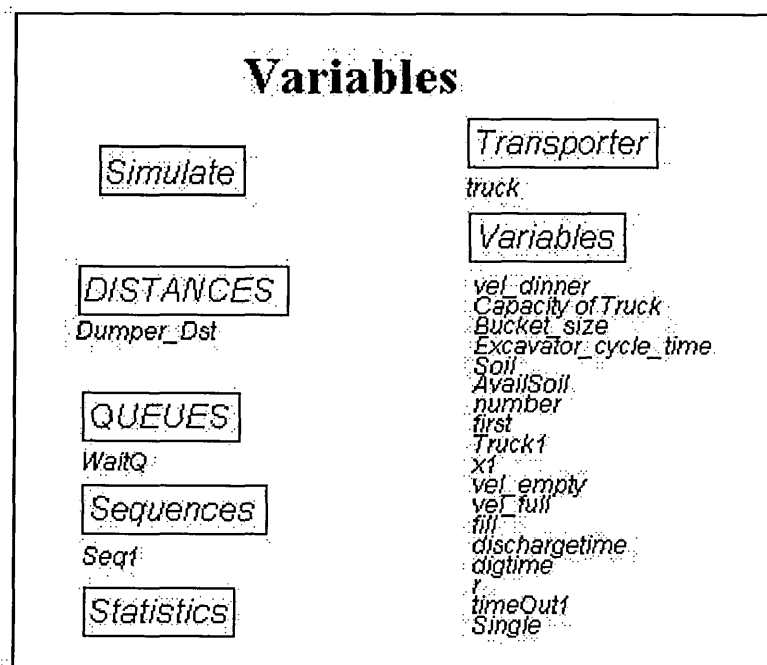 Variables
Simulate
DISTANCES
Dumper_Dst
QUEUES
WaitQ
Sequences
Seq1
Statistics
Transporter
truck
Variables
vel_dinner
Capacity of Truck
Bucket_size
Excavator_cycle_time
Soil
AvailSoil
number
first
Truck1
x1
vel_empty
vel_full
fill
dischargetime
digtime
r
timeOut1
Single